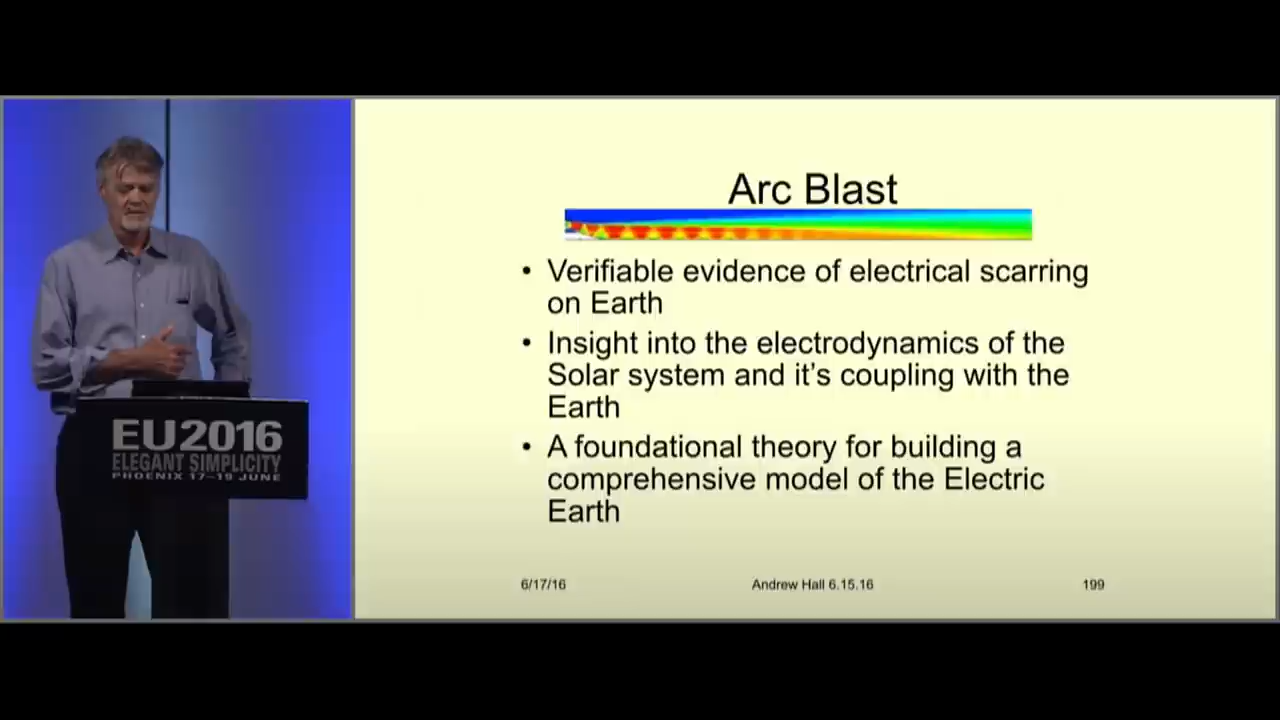 EU2016
ELEGANT SIMPLICITY
PHOENIX 17-19 JUNE
Arc Blast
• Verifiable evidence of electrical scarring
on Earth
• Insight into the electrodynamics of the
Solar system and it's coupling with the
Earth
• A foundational theory for building a
comprehensive model of the Electric
Earth
6/17/16
Andrew Hall 6.15.16
199